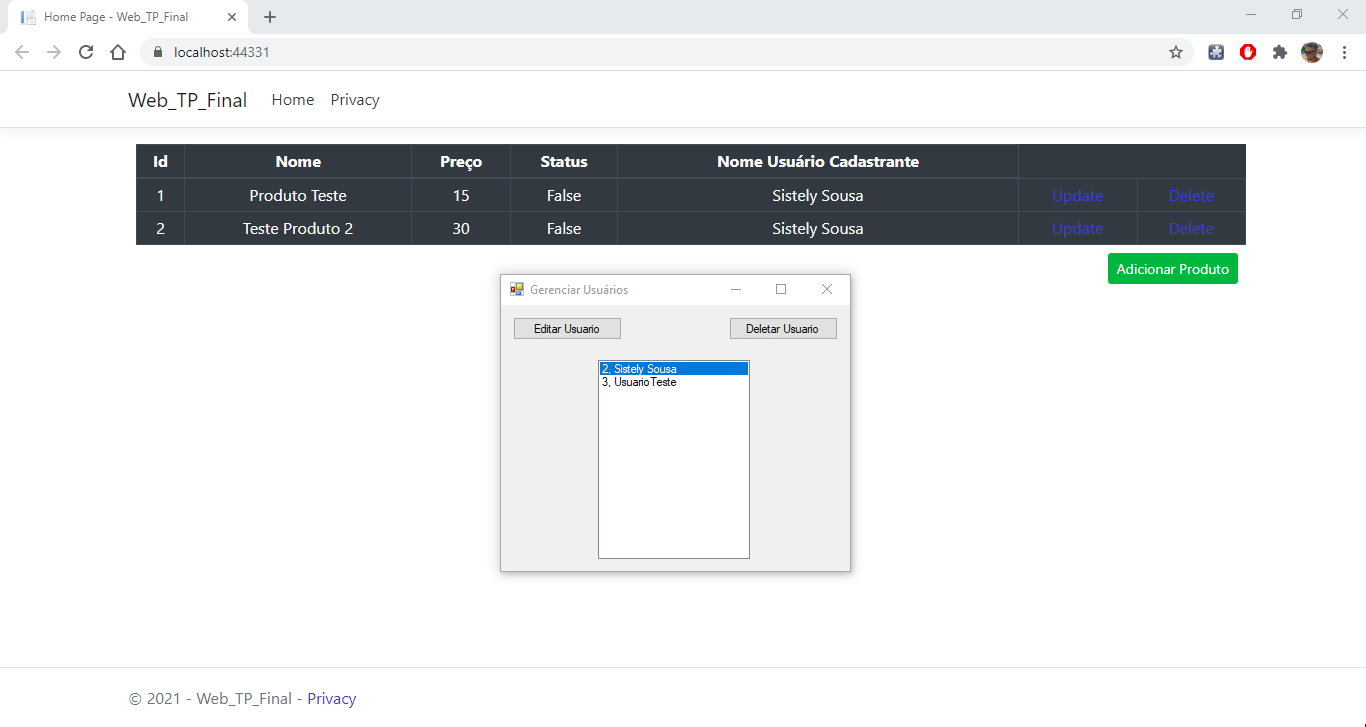 Home Page - Web_TP_Final
localhost:44331
Web_TP_Final Home Privacy
Id Nome Preço Status Nome Usuário Cadastrante
1 Produto Teste 15 False Sistely Sousa Update Delete
2 Teste Produto 2 30 False Sistely Sousa Update Delete
Adicionar Produto
Gerenciar Usuários
Editar Usuario Deletar Usuario
2, Sistely Sousa
3, UsuarioTeste
© 2021 - Web_TP_Final - Privacy